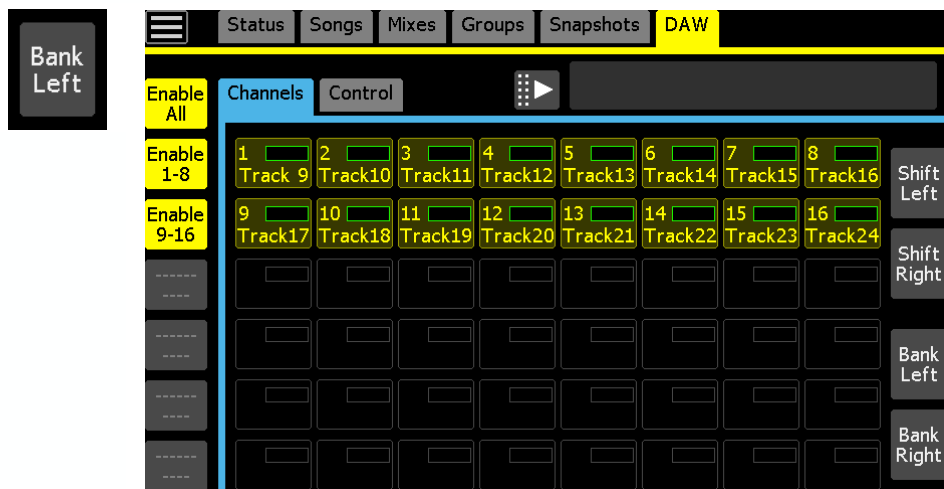 Bank
Left
Status Songs Mixes Groups Snapshots DAW
Enable
All
Channels Control
Enable
1-8
1 2 3 4 5 6 7 8
Track 9 Track10 Track11 Track12 Track13 Track14 Track15 Track16
Shift
Left
Enable
9-16
9 10 11 12 13 14 15 16
Track17 Track18 Track19 Track20 Track21 Track22 Track23 Track24
Shift
Right
------
----
------
----
Bank
Left
------
----
------
----
Bank
Right